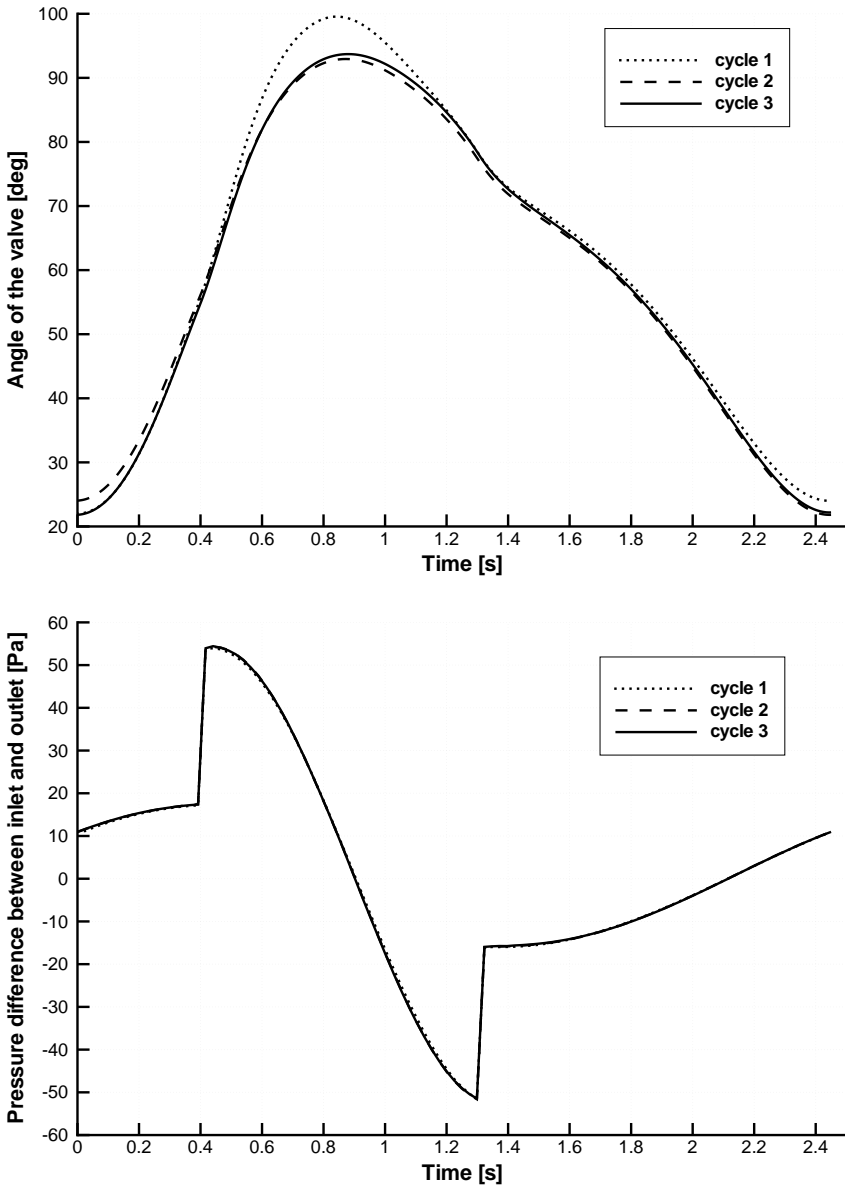 100
90
80
70
60
50
40
30
20
Angle of the valve [deg]
cycle 1
cycle 2
cycle 3
0 0.2 0.4 0.6 0.8 1 1.2 1.4 1.6 1.8 2 2.2 2.4
Time [s]
60
50
40
30
20
10
0
-10
-20
-30
-40
-50
-60
Pressure difference between inlet and outlet [Pa]
cycle 1
cycle 2
cycle 3
0 0.2 0.4 0.6 0.8 1 1.2 1.4 1.6 1.8 2 2.2 2.4
Time [s]